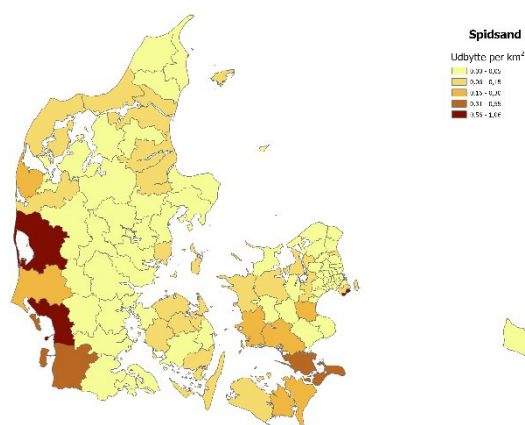 Spidsand
Udbytte per km²
0,00 - 0,05
0,06 - 0,15
0,15 - 0,30
0,31 - 0,55
0,56 - 1,06